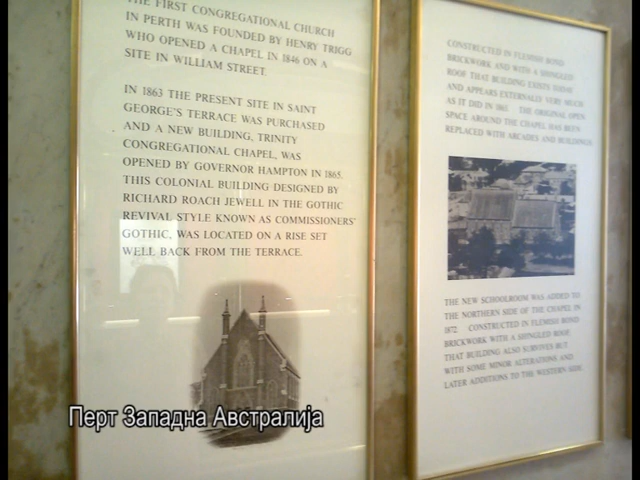 THE FIRST CONGREGATIONAL CHURCH
IN PERTH WAS FOUNDED BY HENRY TRIGG
WHO OPENED A CHAPEL IN 1846 ON A
SITE IN WILLIAM STREET.
IN 1863 THE PRESENT SITE IN SAINT
GEORGE'S TERRACE WAS PURCHASED
AND A NEW BUILDING, TRINITY
CONGREGATIONAL CHAPEL, WAS
OPENED BY GOVERNOR HAMPTON IN 1865.
THIS COLONIAL BUILDING DESIGNED BY
RICHARD ROACH JEWELL IN THE GOTHIC
REVIVAL STYLE KNOWN AS COMMISSIONERS'
GOTHIC, WAS LOCATED ON A RISE SET
WELL BACK FROM THE TERRACE.
CONSTRUCTED IN FLEMISH BOND
BRICKWORK AND WITH A SHINGLED
ROOF THAT BUILDING EXISTS TODAY
AND APPEARS EXTERNALLY VERY MUCH
AS IT DID IN 1865. THE ORIGINAL OPEN
SPACE AROUND THE CHAPEL HAS BEEN
REPLACED WITH ARCADES AND BUILDINGS
THE NEW SCHOOLROOM WAS ADDED TO
THE NORTHERN SIDE OF THE CHAPEL IN
1872. CONSTRUCTED IN FLEMISH BOND
BRICKWORK WITH A SHINGLED ROOF,
THAT BUILDING ALSO SURVIVES BUT
WITH SOME MINOR ALTERATIONS AND
LATER ADDITIONS TO THE WESTERN SIDE.
Перт Западна Австралија